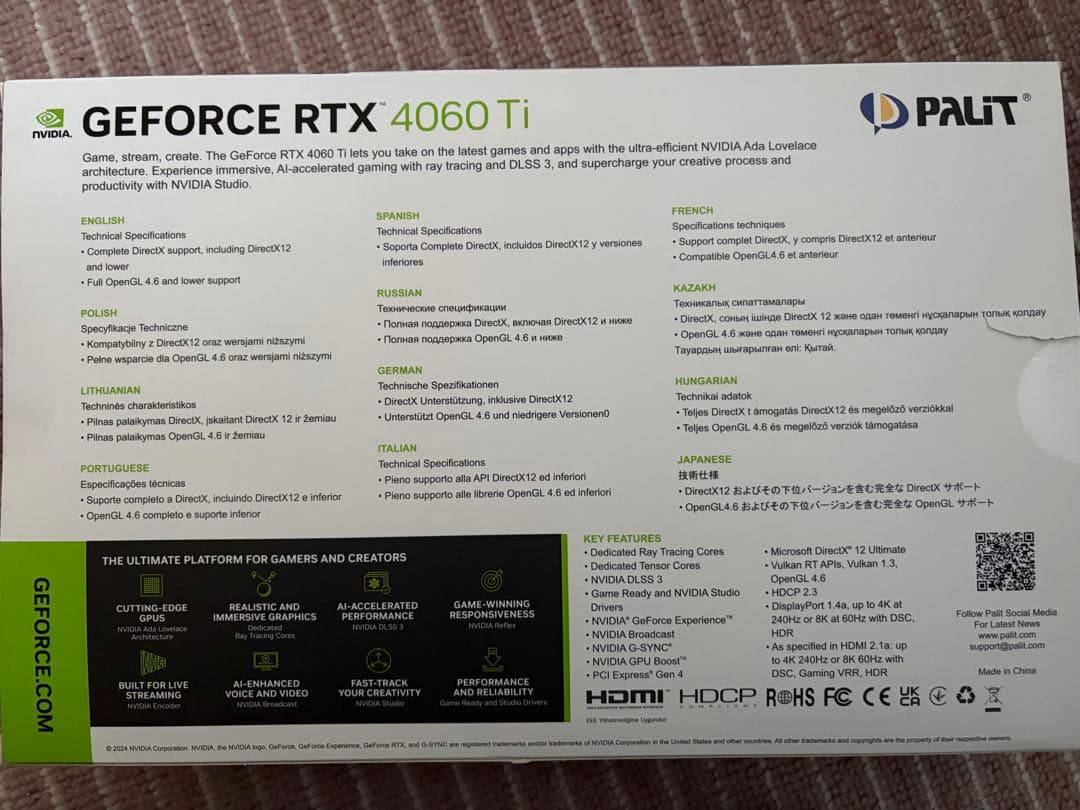 NVIDIA.
GEFORCE RTX™ 4060 Ti
PALiT®
Game, stream, create. The GeForce RTX 4060 Ti lets you take on the latest games and apps with the ultra-efficient NVIDIA Ada Lovelace
architecture. Experience immersive, AI-accelerated gaming with ray tracing and DLSS 3, and supercharge your creative process and
productivity with NVIDIA Studio.
ENGLISH
Technical Specifications
• Complete DirectX support, including DirectX12
and lower
• Full OpenGL 4.6 and lower support
POLISH
Specyfikacje Techniczne
• Kompatybilny z DirectX12 oraz wersjami niższymi
• Pełne wsparcie dla OpenGL 4.6 oraz wersjami niższymi
LITHUANIAN
Techninės charakteristikos
• Pilnas palaikymas DirectX, įskaitant DirectX 12 ir žemiau
• Pilnas palaikymas OpenGL 4.6 ir žemiau
PORTUGUESE
Especificações técnicas
• Suporte completo a DirectX, incluindo DirectX12 e inferior
• OpenGL 4.6 completo e suporte inferior
SPANISH
Technical Specifications
• Soporta Complete DirectX, incluidos DirectX12 y versiones
inferiores
RUSSIAN
Технические спецификации
• Полная поддержка DirectX, включая DirectX12 и ниже
• Полная поддержка OpenGL 4.6 и ниже
GERMAN
Technische Spezifikationen
• DirectX Unterstützung, inklusive DirectX12
• Unterstützt OpenGL 4.6 und niedrigere Versionen0
ITALIAN
Technical Specifications
• Pieno supporto alla API DirectX12 ed inferiori
• Pieno supporto alle librerie OpenGL 4.6 ed inferiori
FRENCH
Specifications techniques
• Support complet DirectX, y compris DirectX12 et anterieur
• Compatible OpenGL4.6 et anterieur
KAZAKH
Техникалық сипаттамалары
• DirectX, соның ішінде DirectX 12 және одан төменгі нұсқаларын толық қолдау
• OpenGL 4.6 және одан төменгі нұсқаларын толық қолдау
Тауардың шығарылған елі: Қытай.
HUNGARIAN
Technikai adatok
• Teljes DirectX t ámogatás DirectX12 és megelőző verziókkal
• Teljes OpenGL 4.6 és megelőző verziók támogatása
JAPANESE
技術仕様
• DirectX12 およびその下位バージョンを含む完全な DirectX サポート
• OpenGL4.6 およびその下位バージョンを含む完全な OpenGL サポート
GEFORCE.COM
THE ULTIMATE PLATFORM FOR GAMERS AND CREATORS
CUTTING-EDGE
GPUS
NVIDIA Ada Lovelace
Architecture
REALISTIC AND
IMMERSIVE GRAPHICS
Dedicated
Ray Tracing Cores
AI-ACCELERATED
PERFORMANCE
NVIDIA DLSS 3
GAME-WINNING
RESPONSIVENESS
NVIDIA Reflex
BUILT FOR LIVE
STREAMING
NVIDIA Encoder
AI-ENHANCED
VOICE AND VIDEO
NVIDIA Broadcast
FAST-TRACK
YOUR CREATIVITY
NVIDIA Studio
PERFORMANCE
AND RELIABILITY
Game Ready and Studio Drivers
KEY FEATURES
• Dedicated Ray Tracing Cores
• Dedicated Tensor Cores
• NVIDIA DLSS 3
• Game Ready and NVIDIA Studio
Drivers
• NVIDIA® GeForce Experience™
• NVIDIA Broadcast
• NVIDIA G-SYNC®
• NVIDIA GPU Boost™
• PCI Express® Gen 4
• Microsoft DirectX® 12 Ultimate
• Vulkan RT APIs, Vulkan 1.3,
OpenGL 4.6
• HDCP 2.3
• DisplayPort 1.4a, up to 4K at
240Hz or 8K at 60Hz with DSC,
HDR
• As specified in HDMI 2.1a: up
to 4K 240Hz or 8K 60Hz with
DSC, Gaming VRR, HDR
Follow Palit Social Media
For Latest News
www.palit.com
support@palit.com
Made in China
HDMI™ HDCP RoHS FC CE UK CA
HIGH-DEFINITION MULTIMEDIA INTERFACE COMPLIANT
EEE Yönetmeliğine Uygundur
© 2024 NVIDIA Corporation. NVIDIA, the NVIDIA logo, GeForce, GeForce Experience, GeForce RTX, and G-SYNC are registered trademarks and/or trademarks of NVIDIA Corporation in the United States and other countries. All other trademarks and copyrights are the property of their respective owners.